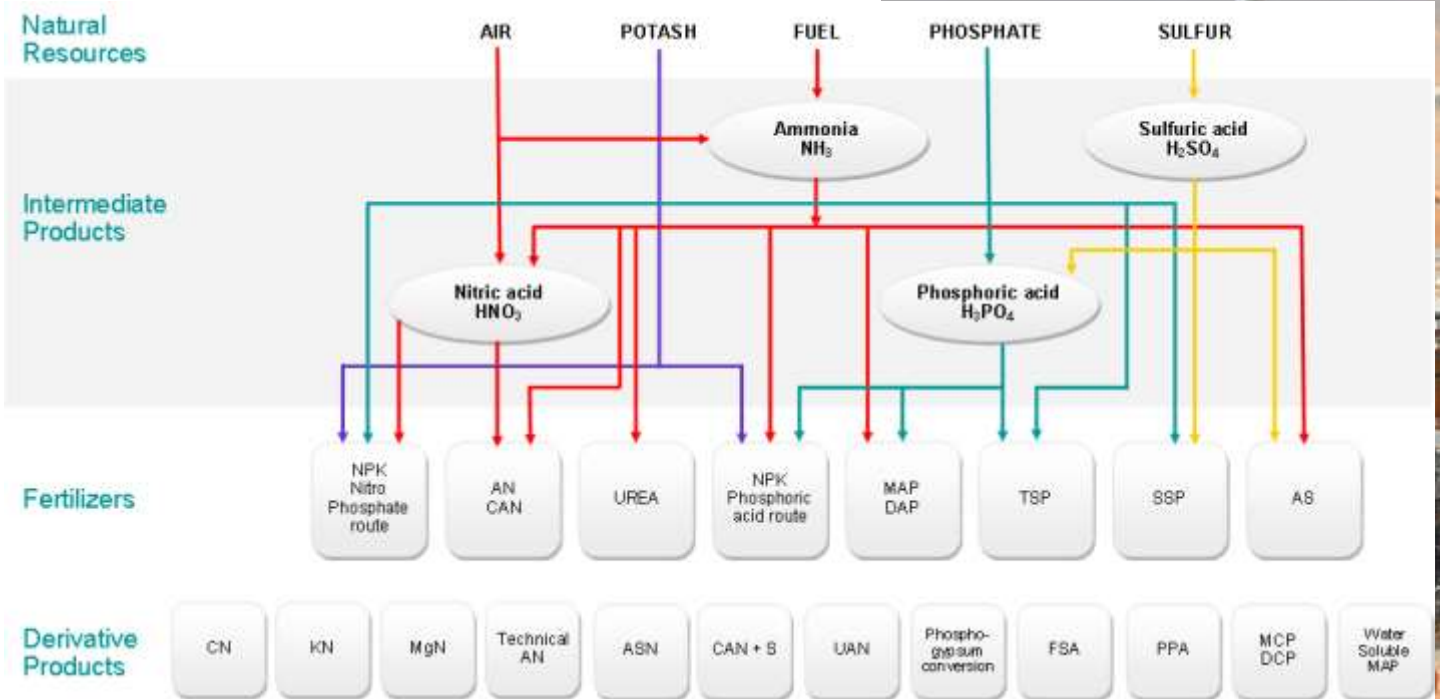 Natural
Resources
AIR
POTASH
FUEL
PHOSPHATE
SULFUR
Ammonia
NH₃
Sulfuric acid
H₂SO₄
Intermediate
Products
Nitric acid
HNO₃
Phosphoric acid
H₃PO₄
Fertilizers
NPK
Nitro
Phosphate
route
AN
CAN
UREA
NPK
Phosphoric
acid route
MAP
DAP
TSP
SSP
AS
Derivative
Products
CN
KN
MgN
Technical
AN
ASN
CAN + S
UAN
Phospho-
gypsum
conversion
FSA
PPA
MCP
DCP
Water
Soluble
MAP